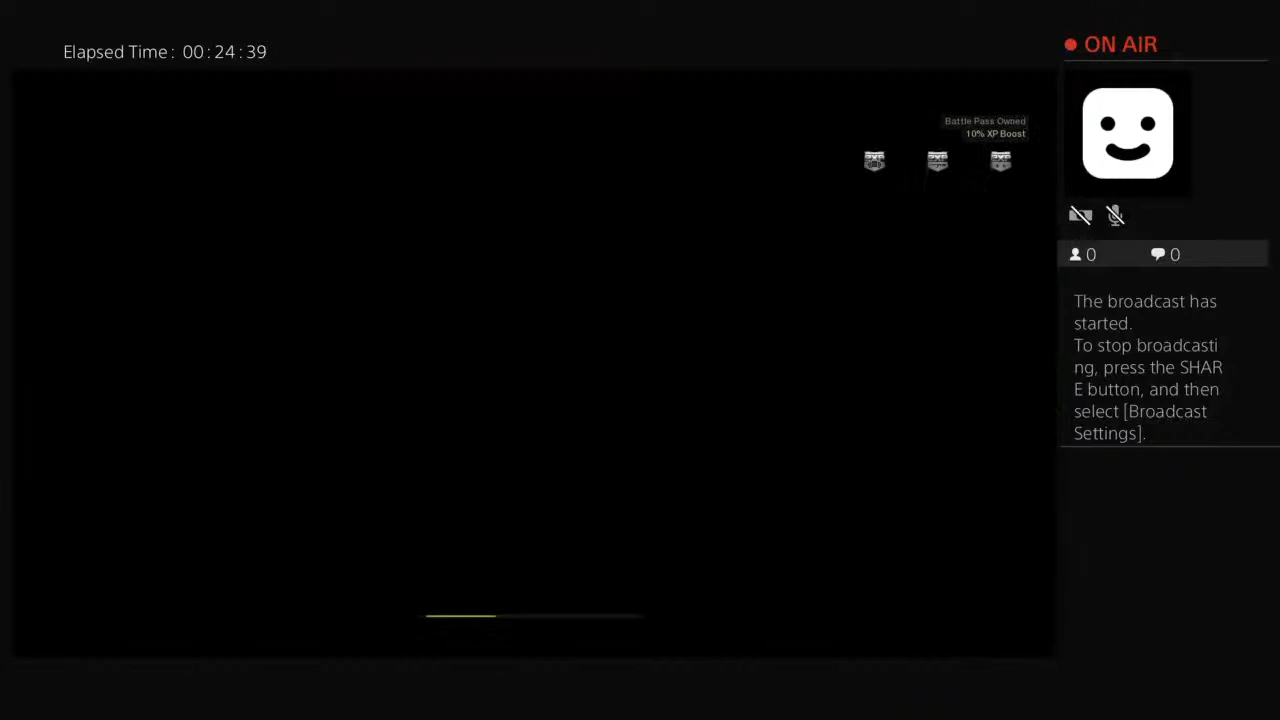 Elapsed Time: 00:24:39
ON AIR
Battle Pass Owned
10% XP Boost
0
0
The broadcast has
started.
To stop broadcasti
ng, press the SHAR
E button, and then
select [Broadcast
Settings].